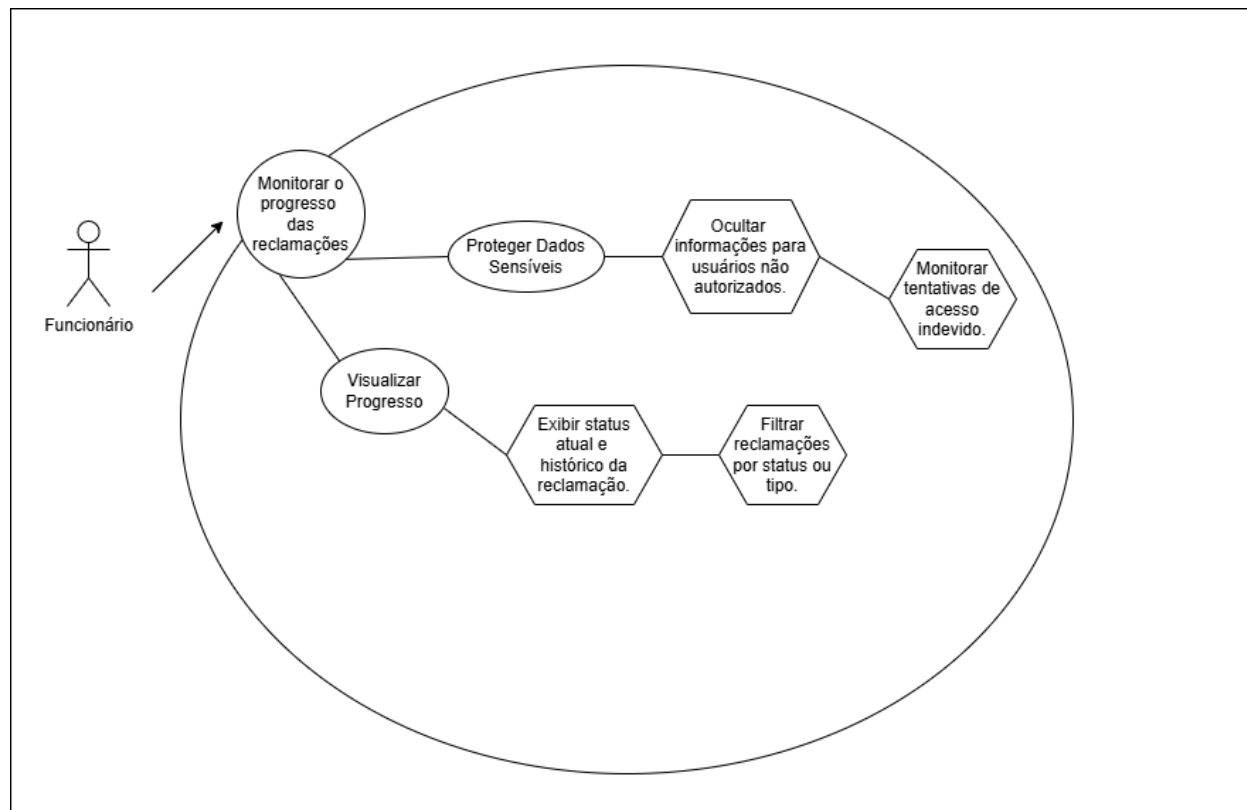 Monitorar o
progresso
das
reclamações
Funcionário
Proteger Dados
Sensíveis
Ocultar
informações para
usuários não
autorizados.
Monitorar
tentativas de
acesso
indevido.
Visualizar
Progresso
Exibir status
atual e
histórico da
reclamação.
Filtrar
reclamações
por status ou
tipo.